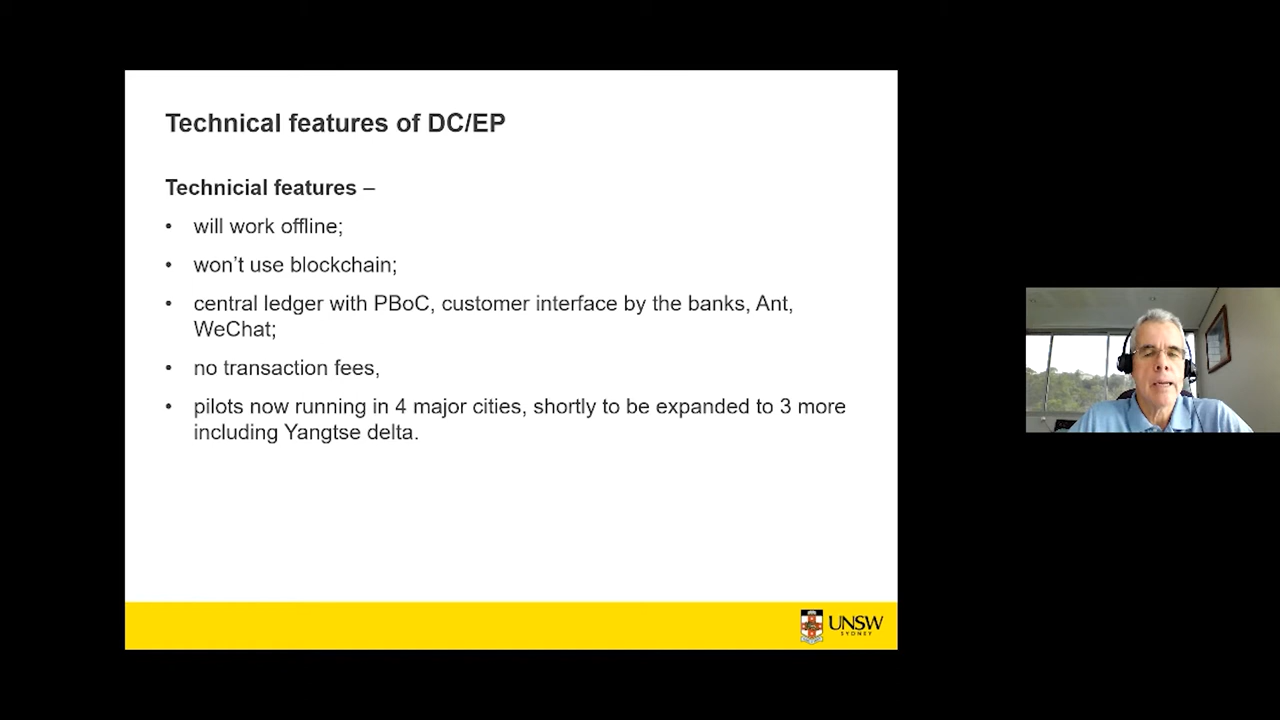 Technical features of DC/EP
Technicial features –
• will work offline;
• won’t use blockchain;
• central ledger with PBoC, customer interface by the banks, Ant,
WeChat;
• no transaction fees,
• pilots now running in 4 major cities, shortly to be expanded to 3 more
including Yangtse delta.
UNSW
SYDNEY